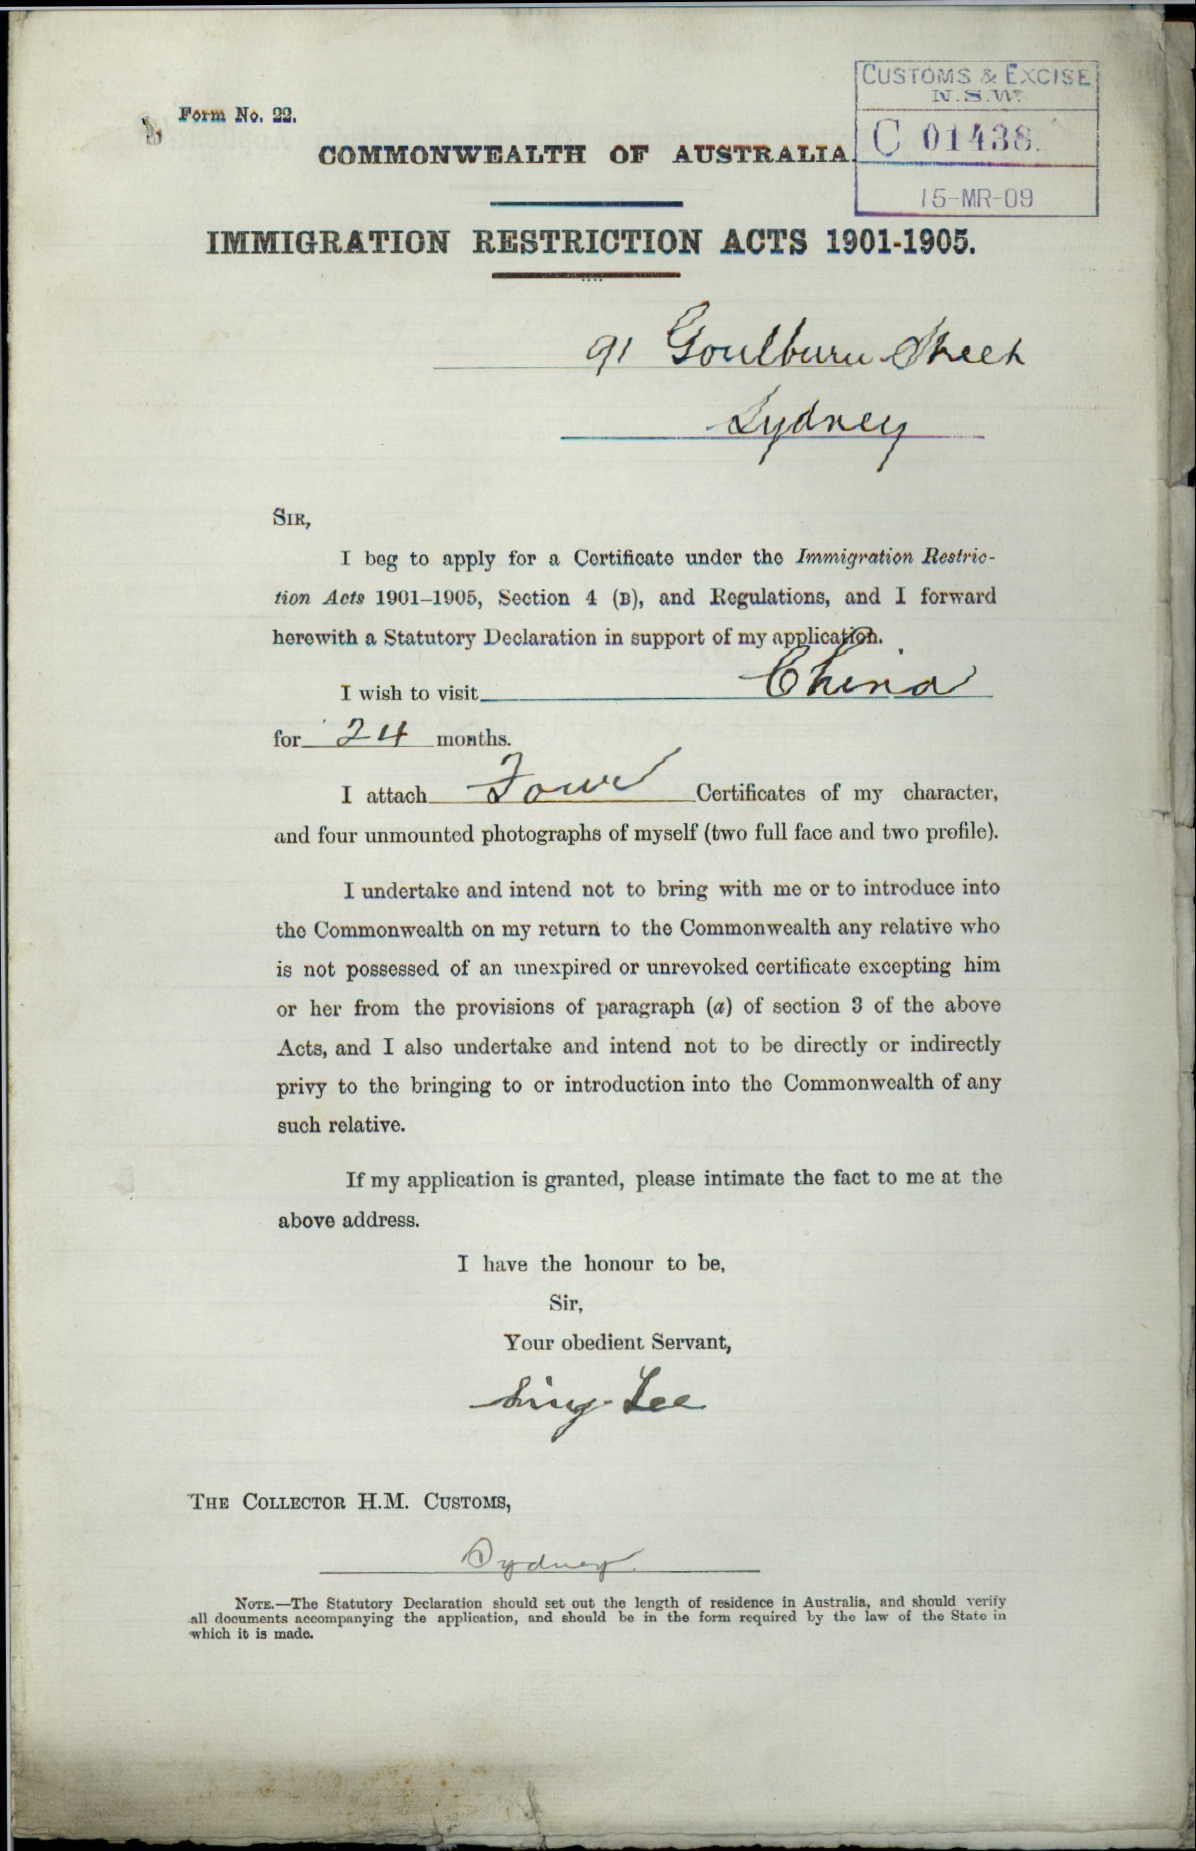 Form No. 22.
CUSTOMS & EXCISE
N.S.W.
C 01438.
15-MR-09
COMMONWEALTH OF AUSTRALIA.
IMMIGRATION RESTRICTION ACTS 1901-1905.
91 Goulburn Street
Sydney
SIR,
I beg to apply for a Certificate under the Immigration Restric-
tion Acts 1901–1905, Section 4 (B), and Regulations, and I forward
herewith a Statutory Declaration in support of my application.
I wish to visit China
for 24 months.
I attach Four Certificates of my character,
and four unmounted photographs of myself (two full face and two profile).
I undertake and intend not to bring with me or to introduce into
the Commonwealth on my return to the Commonwealth any relative who
is not possessed of an unexpired or unrevoked certificate excepting him
or her from the provisions of paragraph (a) of section 3 of the above
Acts, and I also undertake and intend not to be directly or indirectly
privy to the bringing to or introduction into the Commonwealth of any
such relative.
If my application is granted, please intimate the fact to me at the
above address.
I have the honour to be,
Sir,
Your obedient Servant,
Sing Lee
THE COLLECTOR H.M. CUSTOMS,
Sydney
NOTE.—The Statutory Declaration should set out the length of residence in Australia, and should verify
all documents accompanying the application, and should be in the form required by the law of the State in
which it is made.